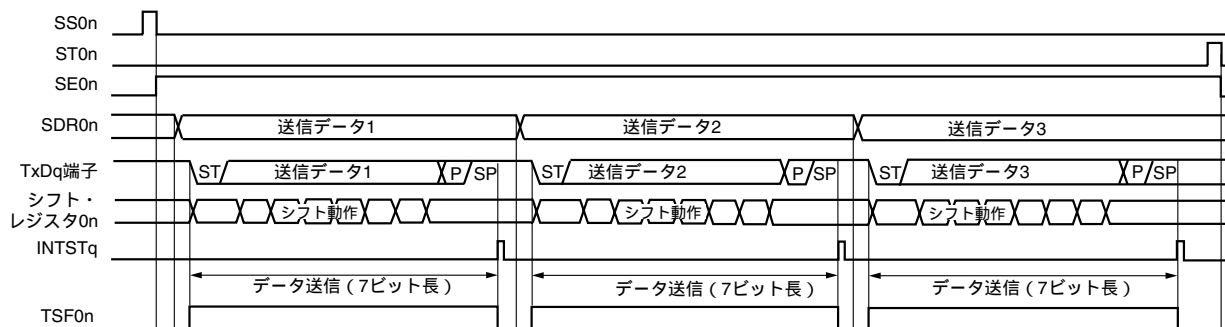 SS0n
ST0n
SE0n
SDR0n 送信データ1 送信データ2 送信データ3
TxDq端子 ST 送信データ1 P SP ST 送信データ2 P SP ST 送信データ3 P SP
シフト・
レジスタ0n シフト動作 シフト動作 シフト動作
INTSTq
データ送信(7ビット長) データ送信(7ビット長) データ送信(7ビット長)
TSF0n